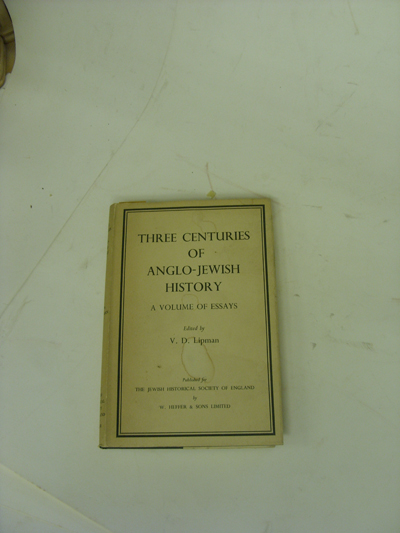 THREE CENTURIES
OF
ANGLO-JEWISH
HISTORY
A VOLUME OF ESSAYS
Edited by
V. D. Lipman
Published for
THE JEWISH HISTORICAL SOCIETY OF ENGLAND
by
W. HEFFER & SONS LIMITED